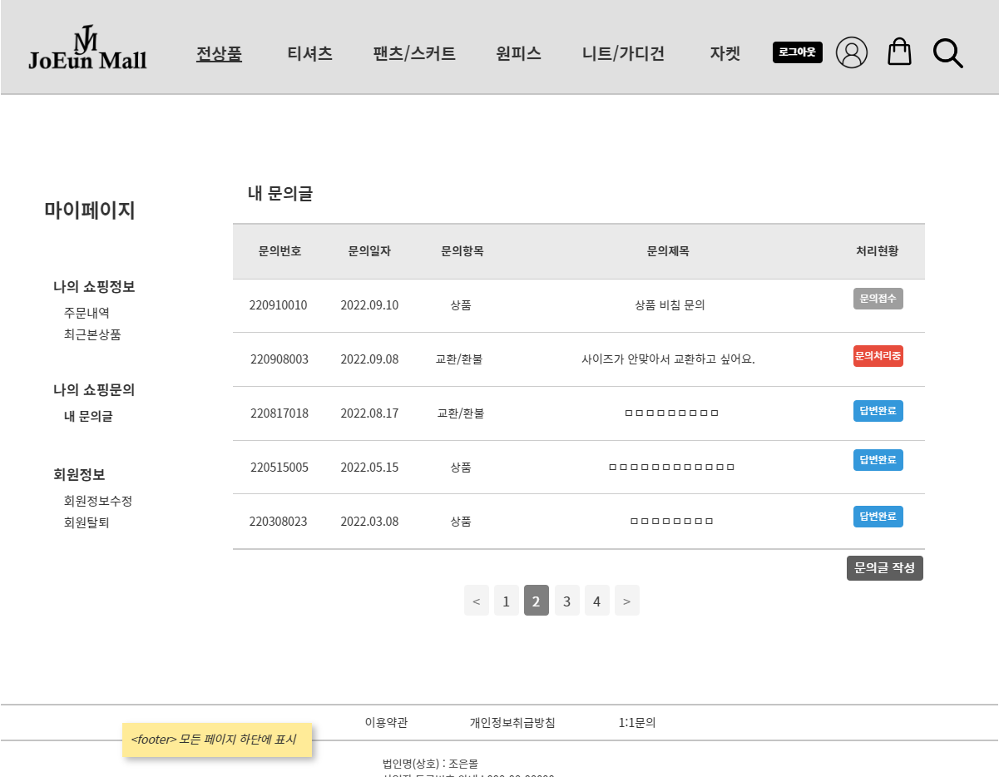 JM
JoEun Mall
전상품 티셔츠 팬츠/스커트 원피스 니트/가디건 자켓 로그아웃
마이페이지
나의 쇼핑정보
주문내역
최근본상품
나의 쇼핑문의
내 문의글
회원정보
회원정보수정
회원탈퇴
내 문의글
문의번호 문의일자 문의항목 문의제목 처리현황
220910010 2022.09.10 상품 상품 비침 문의 문의접수
220908003 2022.09.08 교환/환불 사이즈가 안맞아서 교환하고 싶어요. 문의처리중
220817018 2022.08.17 교환/환불 ㅁㅁㅁㅁㅁㅁㅁㅁㅁ 답변완료
220515005 2022.05.15 상품 ㅁㅁㅁㅁㅁㅁㅁㅁㅁㅁㅁㅁ 답변완료
220308023 2022.03.08 상품 ㅁㅁㅁㅁㅁㅁㅁㅁ 답변완료
문의글 작성
< 1 2 3 4 >
이용약관 개인정보취급방침 1:1문의
<footer> 모든 페이지 하단에 표시
법인명(상호) : 조은몰